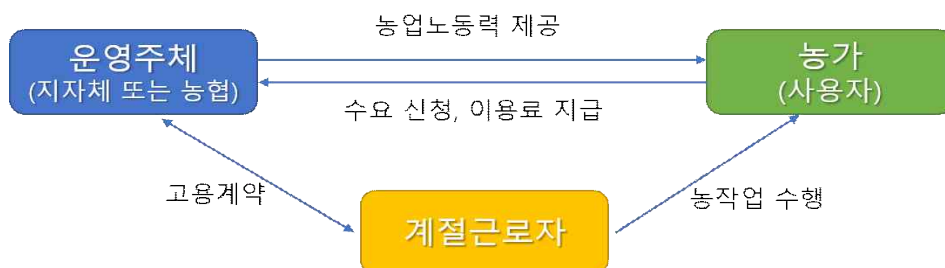 농업노동력 제공
운영주체
(지자체 또는 농협)
농가
(사용자)
수요 신청, 이용료 지급
고용계약
농작업 수행
계절근로자